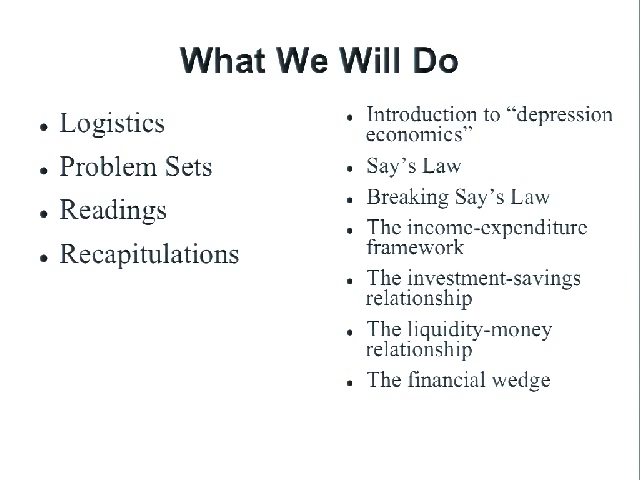 What We Will Do
Logistics
Problem Sets
Readings
Recapitulations
Introduction to “depression
economics”
Say’s Law
Breaking Say’s Law
The income-expenditure
framework
The investment-savings
relationship
The liquidity-money
relationship
The financial wedge